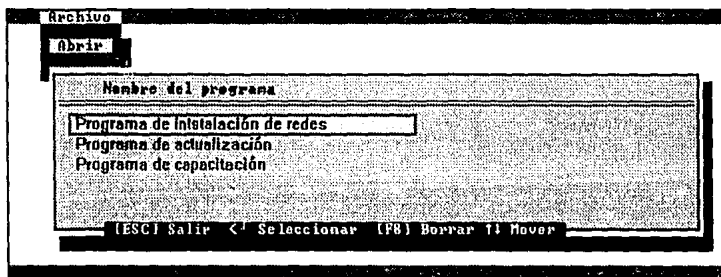 Archivo
Abrir
Nombre del programa
Programa de Instalación de redes
Programa de actualización
Programa de capacitación
[ESC] Salir <┘ Seleccionar [F8] Borrar ↑↓ Mover